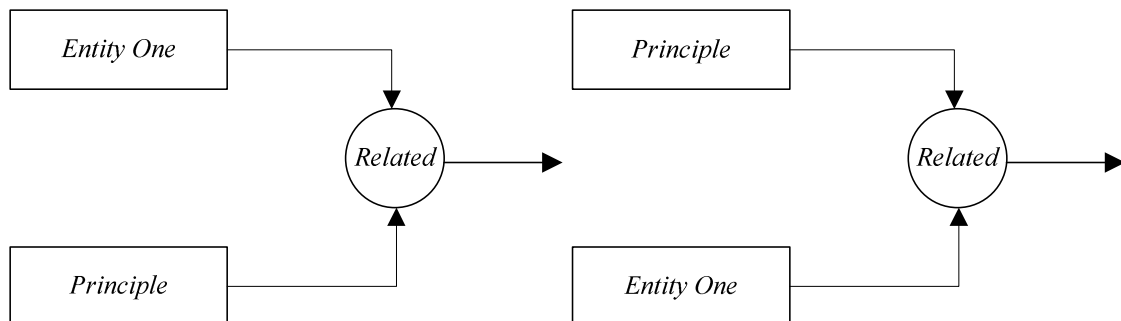 Entity One
Principle
Related
Related
Principle
Entity One